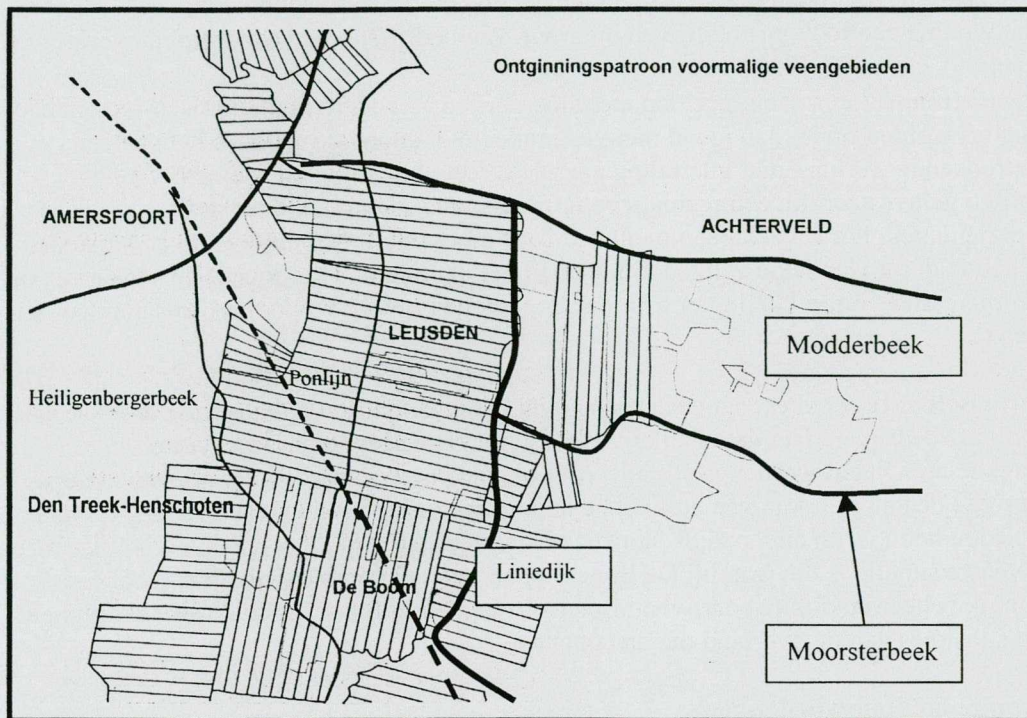 Ontginningspatroon voormalige veengebieden
AMERSFOORT
ACHTERVELD
LEUSDEN
Modderbeek
Ponlijn
Heiligenbergerbeek
Den Treek-Henschoten
Liniedijk
De Boom
Moorsterbeek